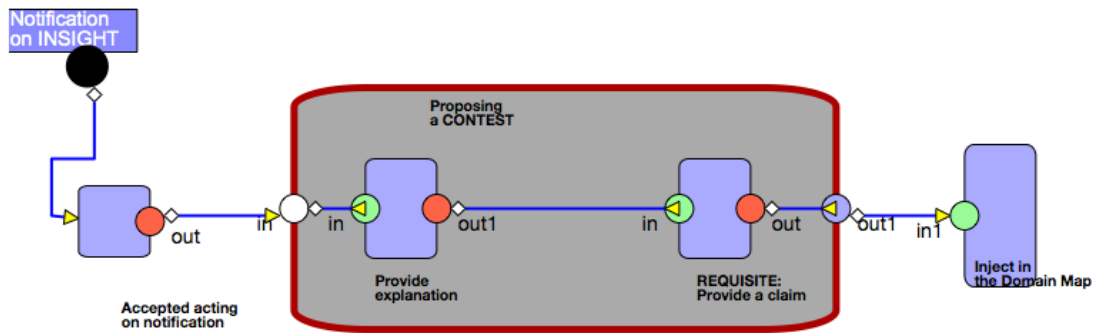 Notification
on INSIGHT
Proposing
a CONTEST
out
in
in
out1
in
out
out1
in1
Provide
explanation
REQUISITE:
Provide a claim
Inject in
the Domain Map
Accepted acting
on notification